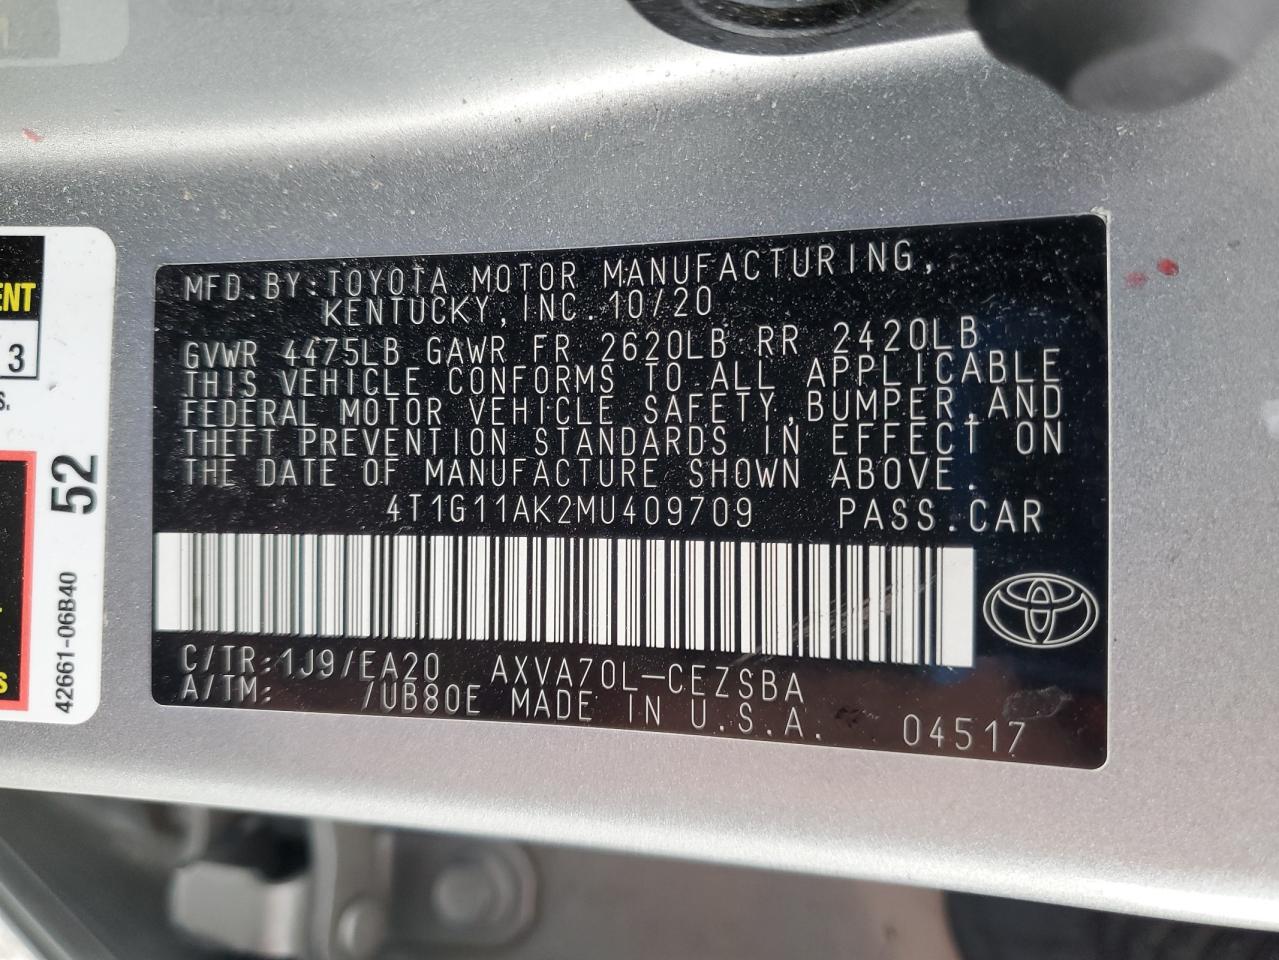 MFD.BY:TOYOTA MOTOR MANUFACTURING,
KENTUCKY,INC. 10/20
GVWR 4475LB GAWR FR 2620LB RR 2420LB
THIS VEHICLE CONFORMS TO ALL APPLICABLE
FEDERAL MOTOR VEHICLE SAFETY,BUMPER,AND
THEFT PREVENTION STANDARDS IN EFFECT ON
THE DATE OF MANUFACTURE SHOWN ABOVE.
4T1G11AK2MU409709 PASS.CAR
C/TR:1J9/EA20 AXVA70L-CEZSBA
A/TM: /UB80E MADE IN U.S.A. 04517
ENT
3
S.
52
42661-06B40
S